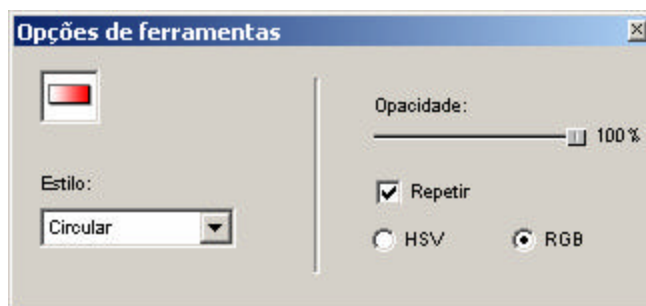 Opções de ferramentas
Opacidade:
100%
Estilo:
Repetir
Circular
HSV
RGB